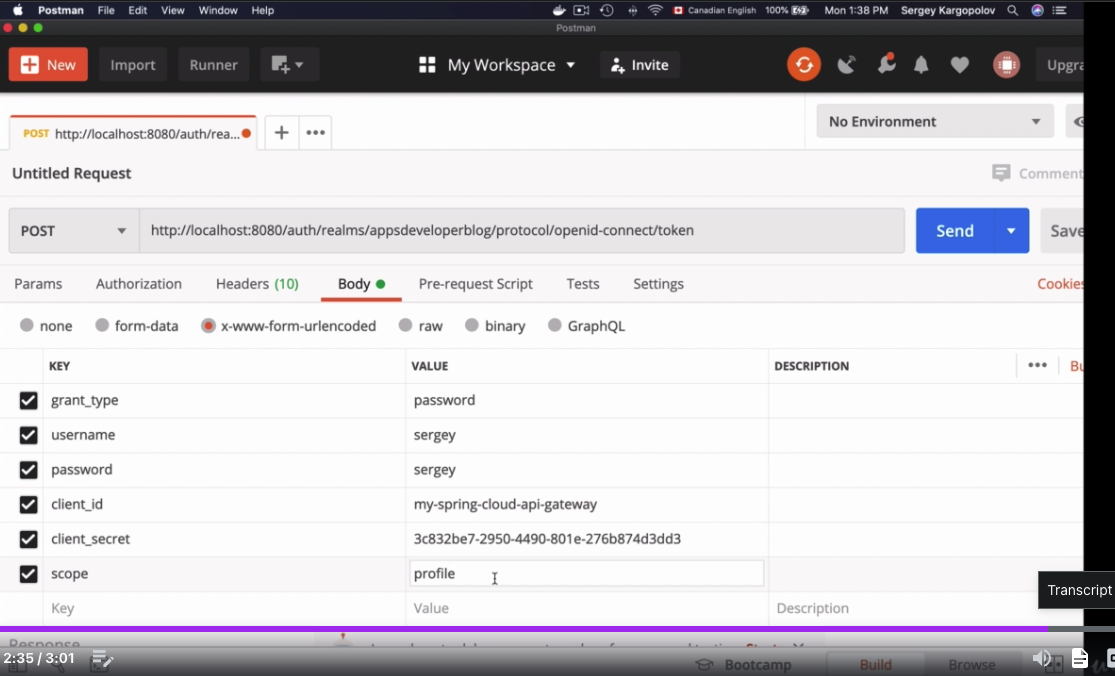 Postman File Edit View Window Help Canadian English 100% Mon 1:38 PM Sergey Kargopolov
Postman
New Import Runner My Workspace Invite Upgra
POST http://localhost:8080/auth/rea... No Environment
Untitled Request Comment
POST http://localhost:8080/auth/realms/appsdeveloperblog/protocol/openid-connect/token Send Save
Params Authorization Headers (10) Body Pre-request Script Tests Settings Cookies
none form-data x-www-form-urlencoded raw binary GraphQL
KEY VALUE DESCRIPTION Bu
grant_type password
username sergey
password sergey
client_id my-spring-cloud-api-gateway
client_secret 3c832be7-2950-4490-801e-276b874d3dd3
scope profile
Transcript
Key Value Description
Response
2:35 / 3:01
Bootcamp Build Browse